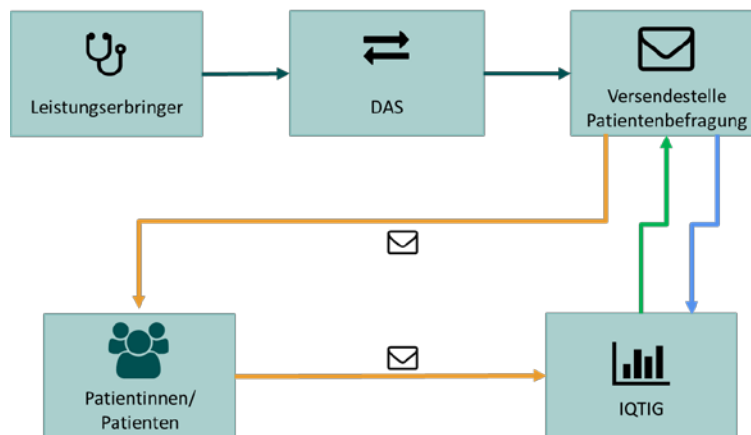 Leistungserbringer
DAS
Versendestelle
Patientenbefragung
Patientinnen/
Patienten
IQTIG